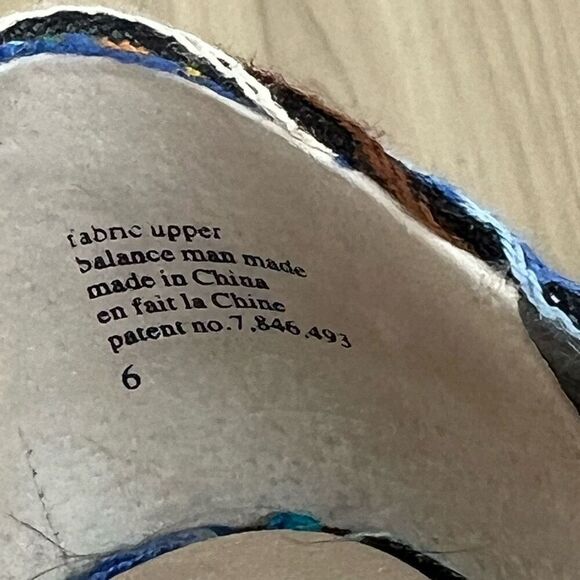 fabric upper
balance man made
made in China
en fait la Chine
patent no.7,846,493
6